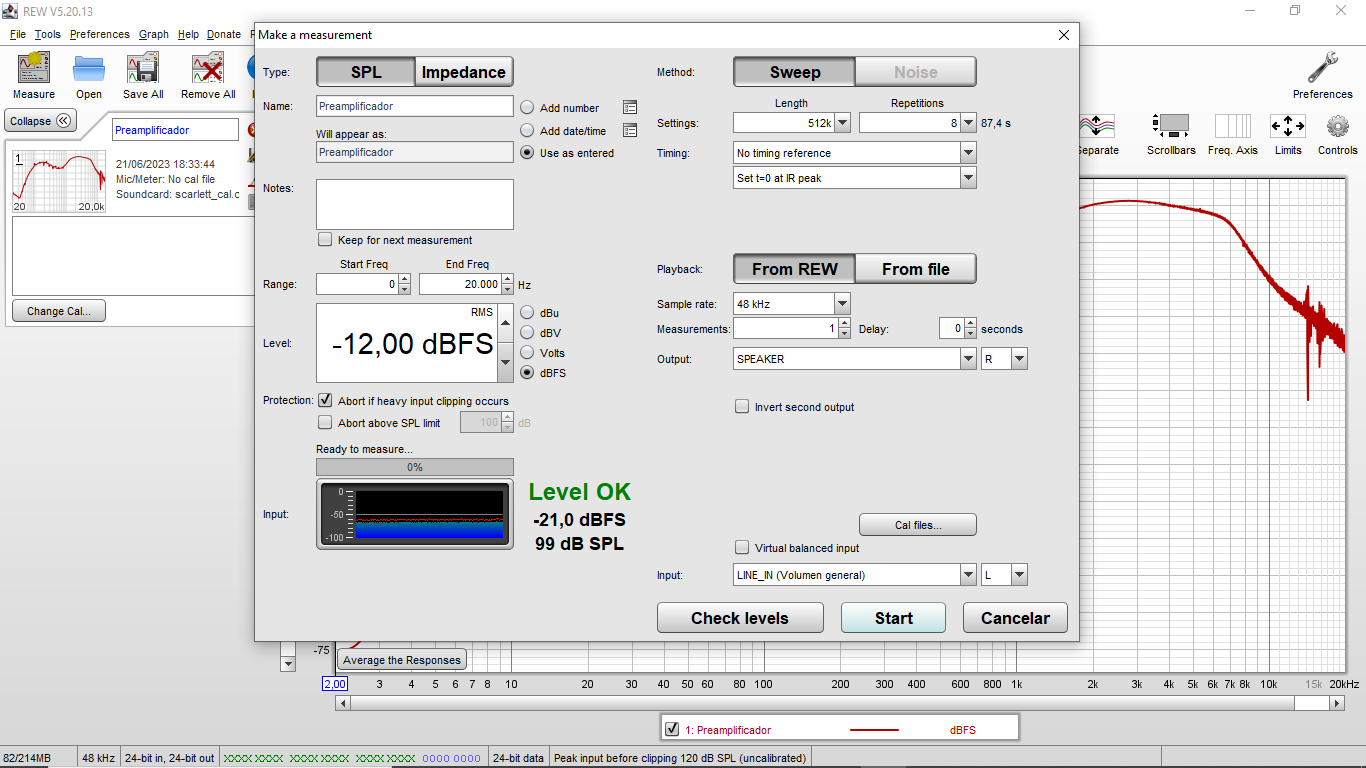 REW V5.20.13
File Tools Preferences Graph Help Donate
Make a measurement
Measure Open Save All Remove All
Preferences
Collapse
Preamplificador
1
20 20,0k
21/06/2023 18:33:44
Mic/Meter: No cal file
Soundcard: scarlett_cal.c
Change Cal...
Separate Scrollbars Freq. Axis Limits Controls
Type: SPL Impedance
Name: Preamplificador
Add number
Will appear as:
Add date/time
Preamplificador
Use as entered
Notes:
Keep for next measurement
Start Freq End Freq
Range: 0 20.000 Hz
RMS
Level: -12,00 dBFS
dBu
dBV
Volts
dBFS
Protection: Abort if heavy input clipping occurs
Abort above SPL limit 100 dB
Ready to measure...
0%
Input:
0
-50
-100
Level OK
-21,0 dBFS
99 dB SPL
Method: Sweep Noise
Length Repetitions
Settings: 512k 8 87,4 s
Timing: No timing reference
Set t=0 at IR peak
Playback: From REW From file
Sample rate: 48 kHz
Measurements: 1 Delay: 0 seconds
Output: SPEAKER R
Invert second output
Cal files...
Virtual balanced input
Input: LINE_IN (Volumen general) L
Check levels Start Cancelar
-75
Average the Responses
2,00 3 4 5 6 7 8 10 20 30 40 50 60 80 100 200 300 400 600 800 1k 2k 3k 4k 5k 6k 7k 8k 10k 15k 20kHz
1: Preamplificador dBFS
82/214MB 48 kHz 24-bit in, 24-bit out XXXX XXXX XXXX XXXX XXXX XXXX 0000 0000 24-bit data Peak input before clipping 120 dB SPL (uncalibrated)